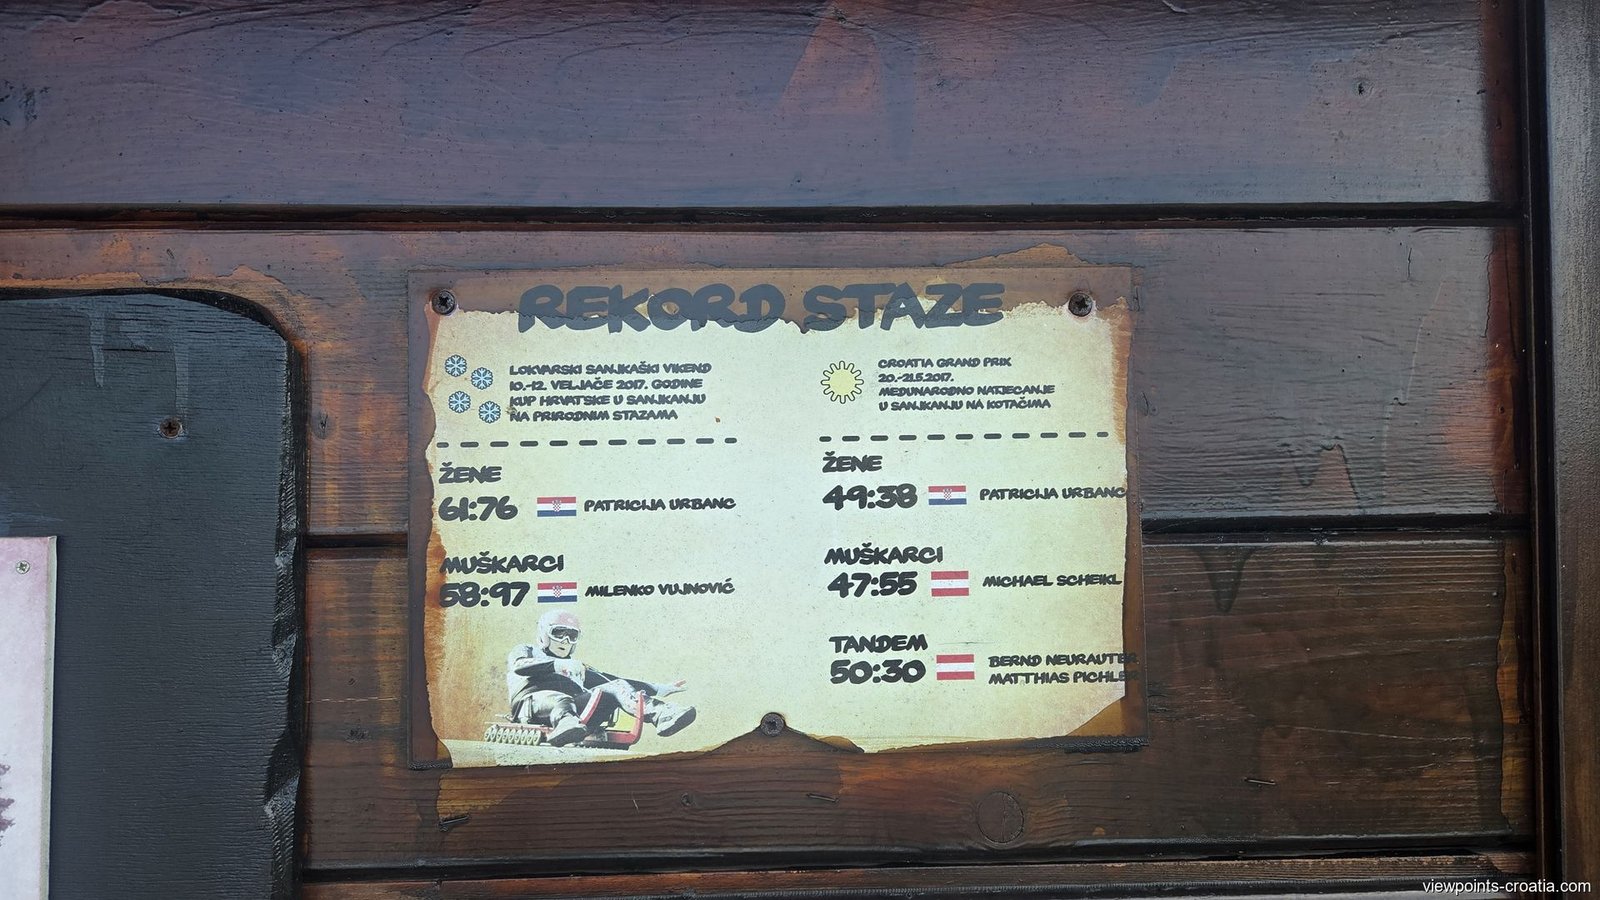 REKORD STAZE
LOKVARSKI SANJKAŠKI VIKEND
10.-12. VELJAČE 2017. GODINE
KUP HRVATSKE U SANJKANJU
NA PRIRODNIM STAZAMA
ŽENE
61:76 PATRICIJA URBANC
MUŠKARCI
58:97 MILENKO VUJNOVIĆ
CROATIA GRAND PRIX
20.-21.5.2017.
MEĐUNARODNO NATJECANJE
U SANJKANJU NA KOTAČIMA
ŽENE
49:38 PATRICIJA URBANC
MUŠKARCI
47:55 MICHAEL SCHEIKL
TANDEM
50:30 BERND NEURAUTER
MATTHIAS PICHLER
viewpoints-croatia.com